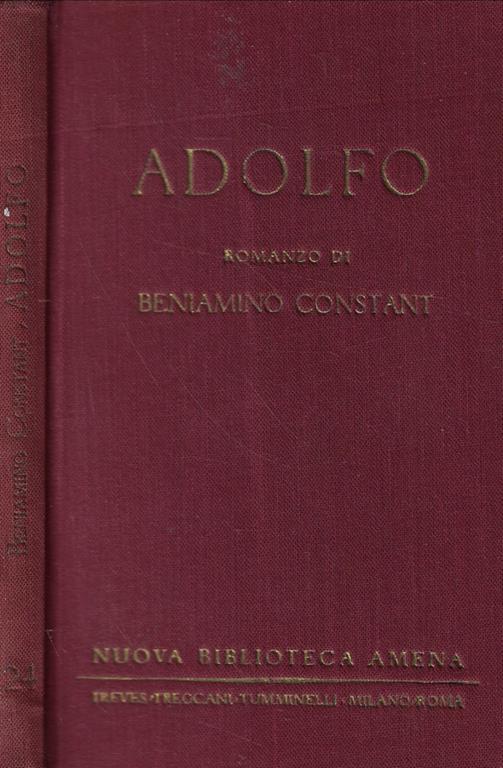 ADOLFO
ROMANZO DI
BENIAMINO CONSTANT
NUOVA BIBLIOTECA AMENA
TREVES·TRECCANI·TUMMINELLI·MILANO·ROMA
BENIAMINO CONSTANT / ADOLFO
24